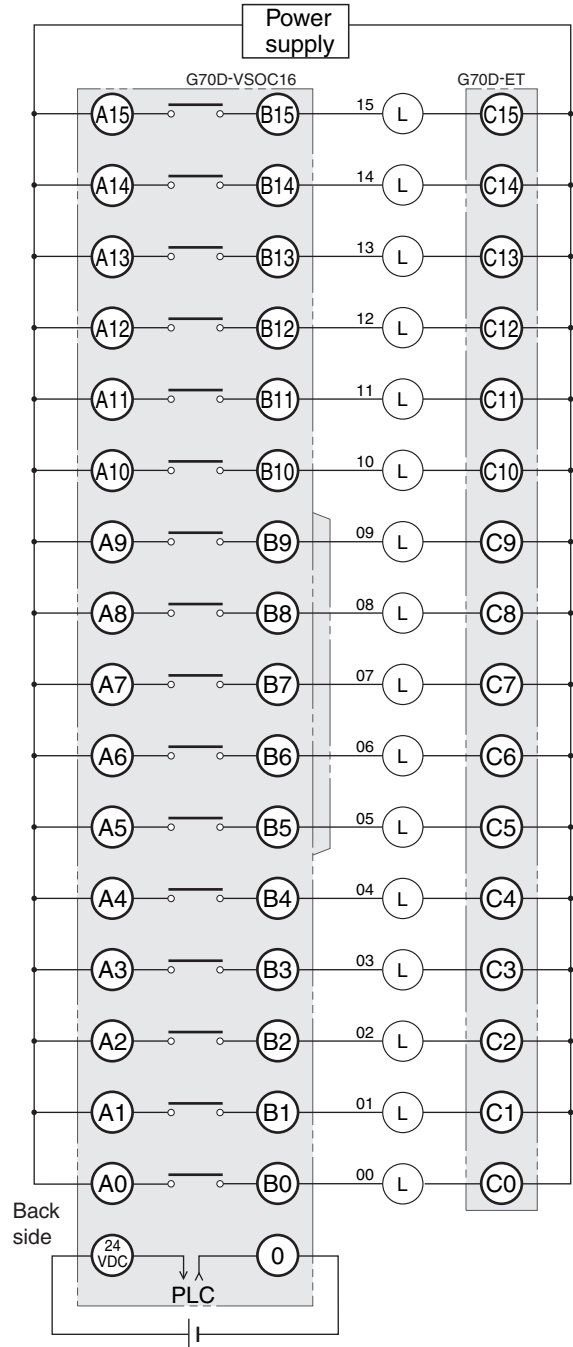 Power
supply
G70D-VSOC16 G70D-ET
A15 B15 15 L C15
A14 B14 14 L C14
A13 B13 13 L C13
A12 B12 12 L C12
A11 B11 11 L C11
A10 B10 10 L C10
A9 B9 09 L C9
A8 B8 08 L C8
A7 B7 07 L C7
A6 B6 06 L C6
A5 B5 05 L C5
A4 B4 04 L C4
A3 B3 03 L C3
A2 B2 02 L C2
A1 B1 01 L C1
A0 B0 00 L C0
Back
side
24
VDC
0
PLC